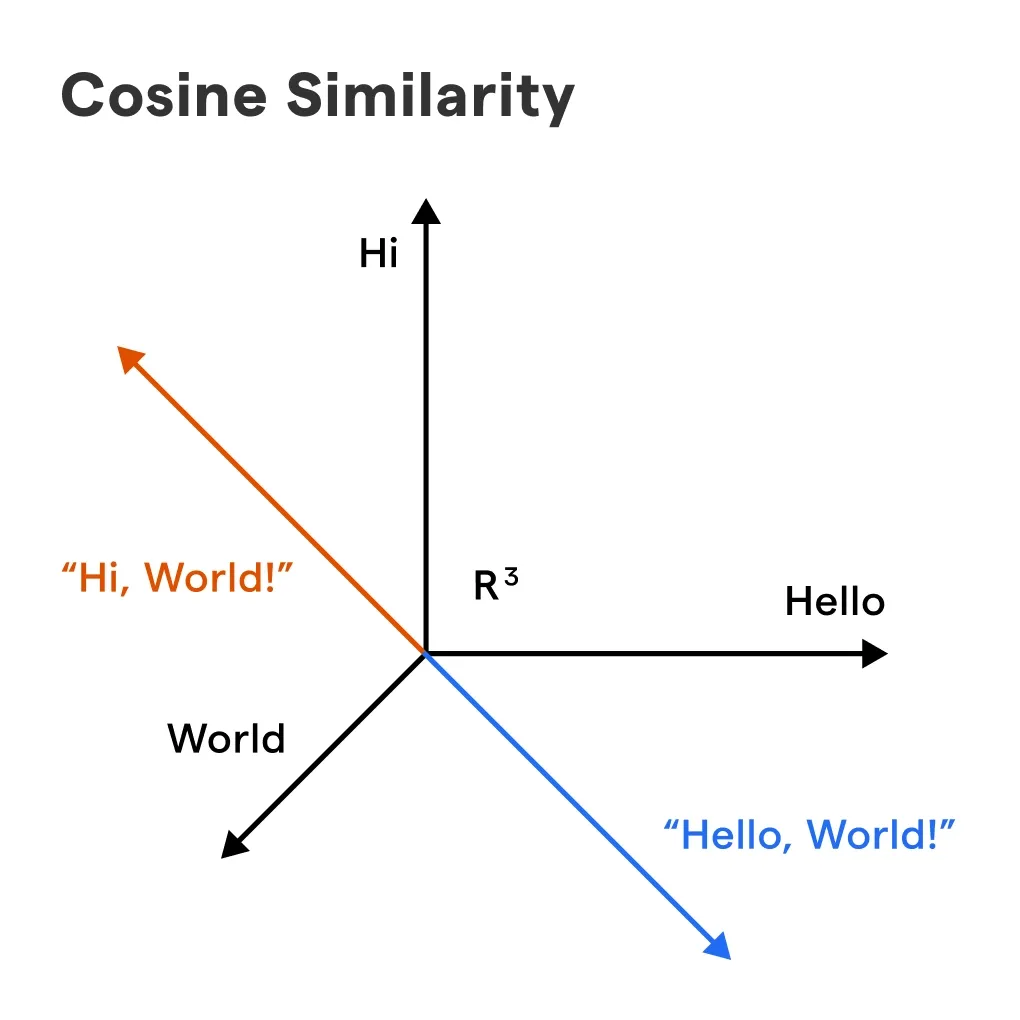 Cosine Similarity
Hi
“Hi, World!”
R³
Hello
World
“Hello, World!”